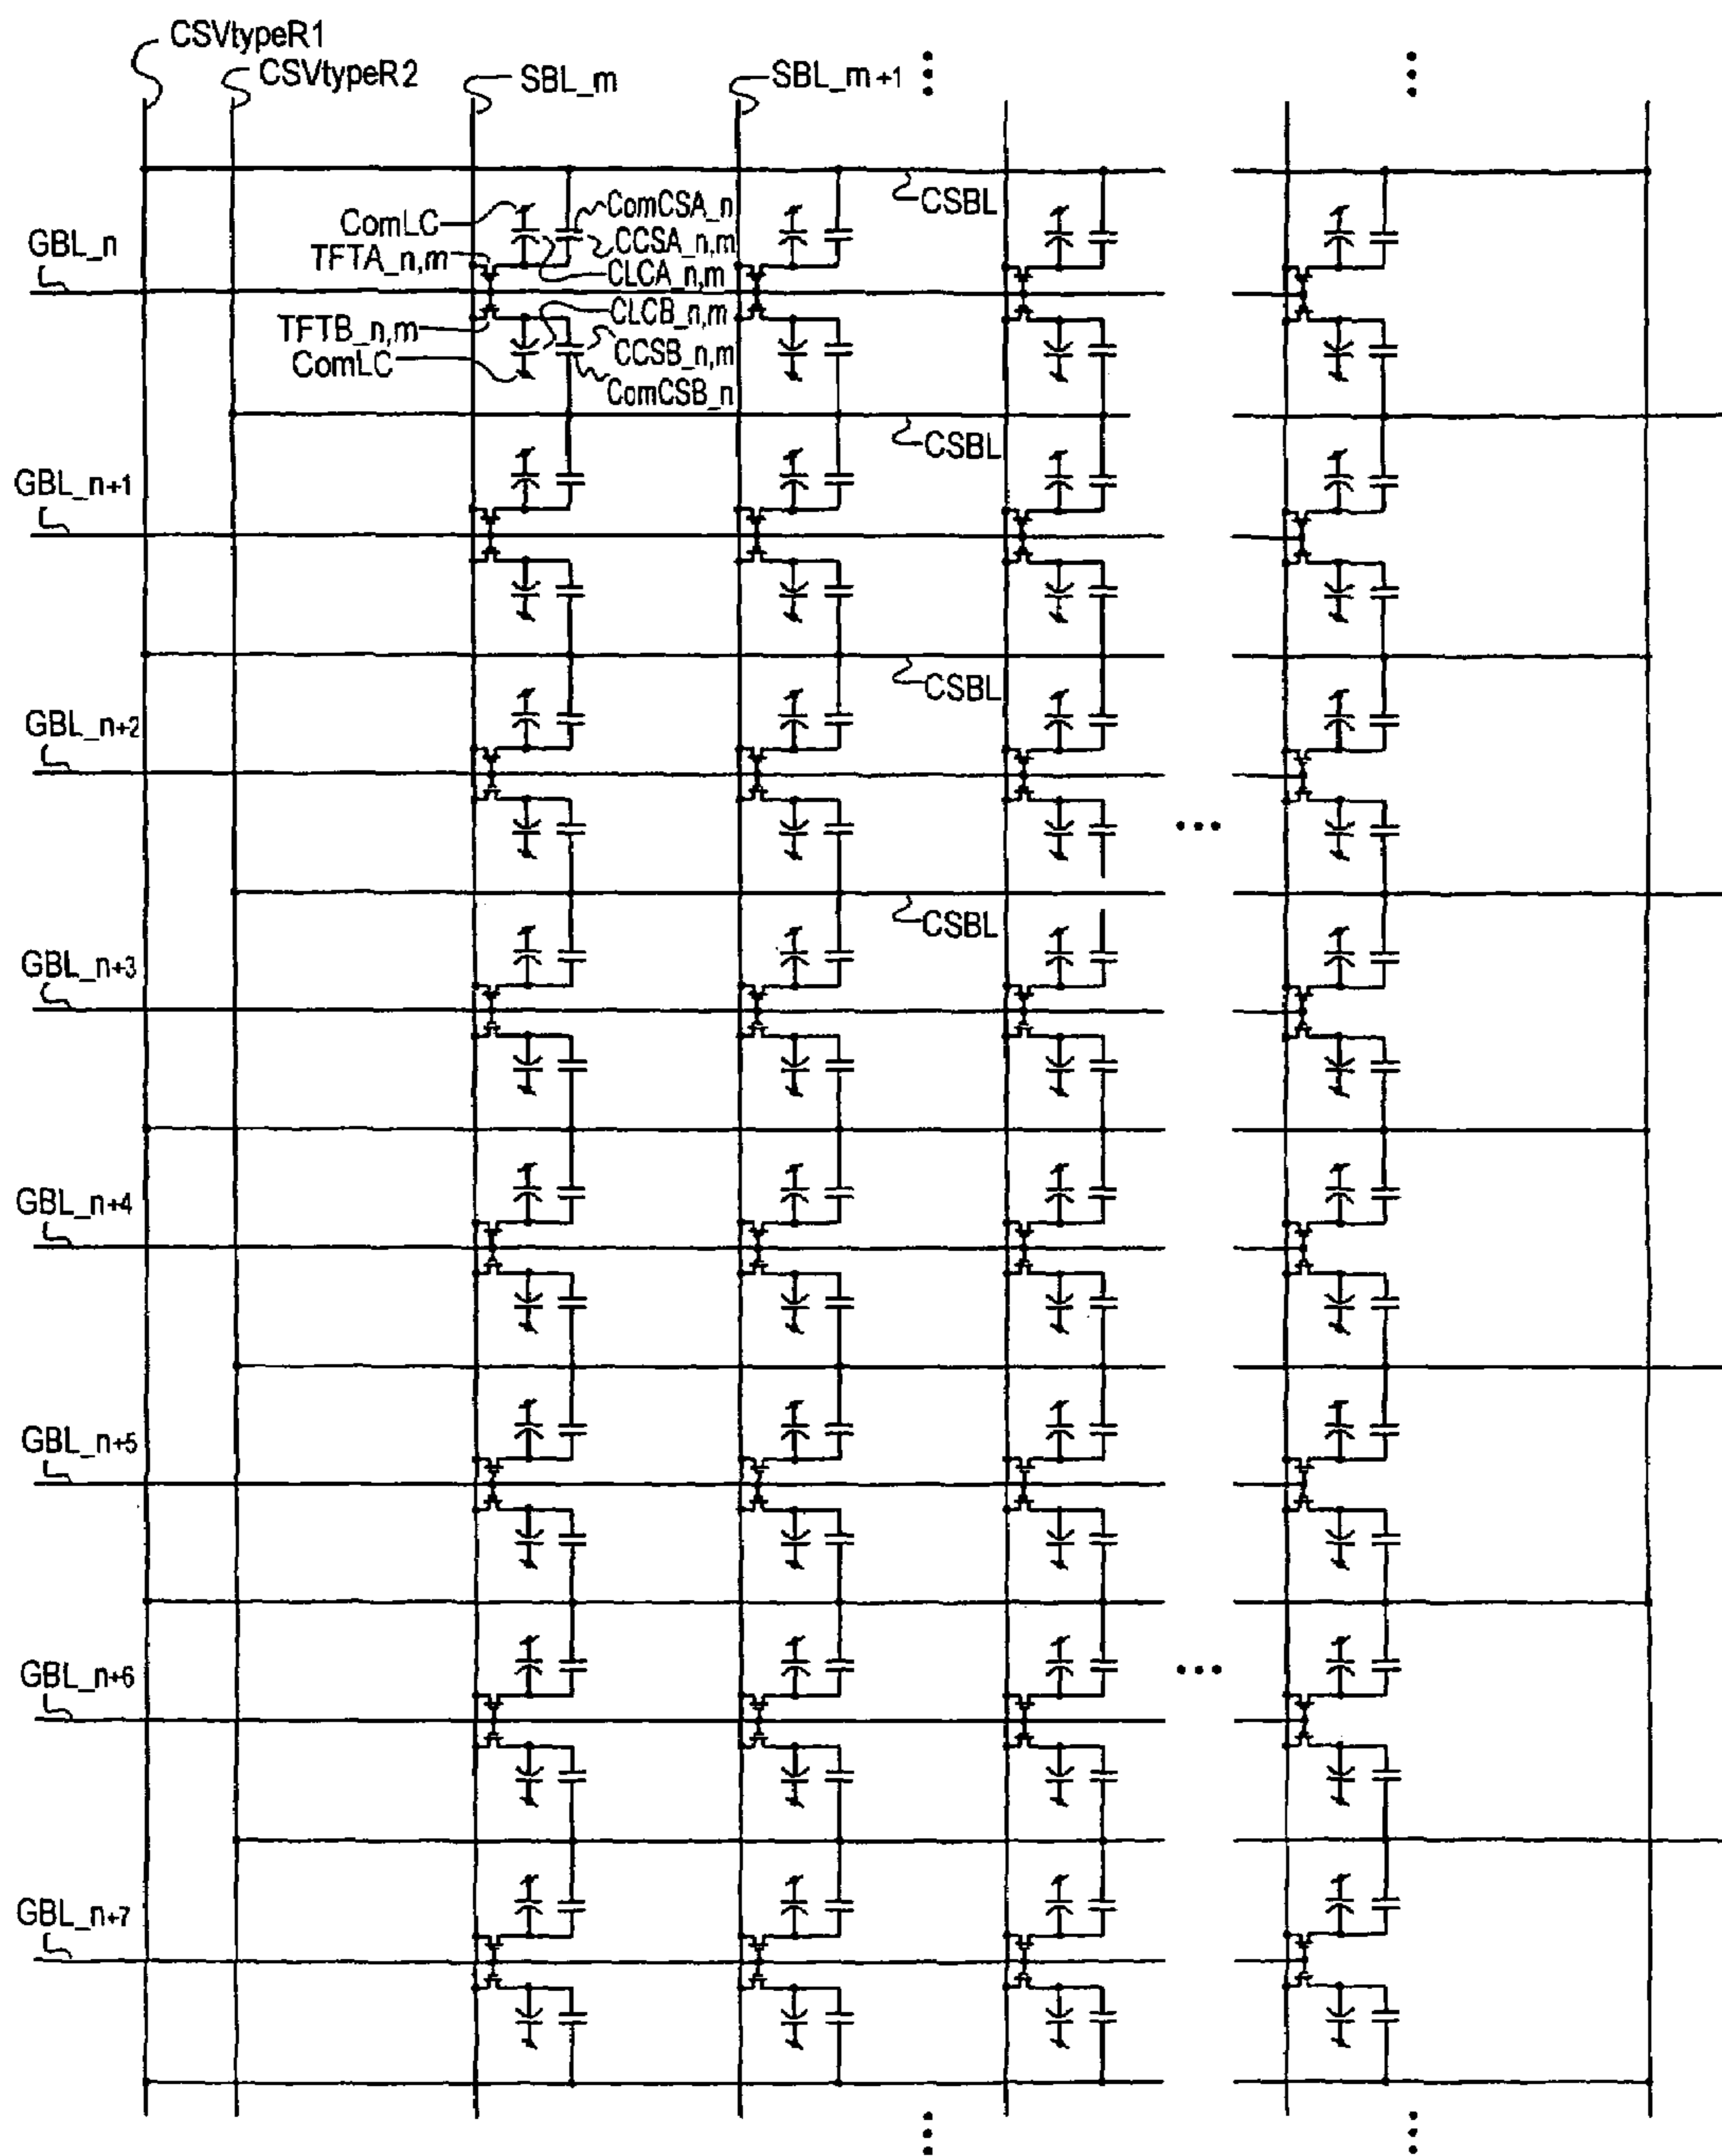 CSVtypeR1
CSVtypeR2
SBL_m
SBL_m+1
CSBL
ComLC
ComCSA_n
CCSA_n,m
GBL_n
TFTA_n,m
CLCA_n,m
CLCB_n,m
TFTB_n,m
CCSB_n,m
ComLC
ComCSB_n
CSBL
GBL_n+1
CSBL
GBL_n+2
CSBL
GBL_n+3
GBL_n+4
GBL_n+5
GBL_n+6
GBL_n+7